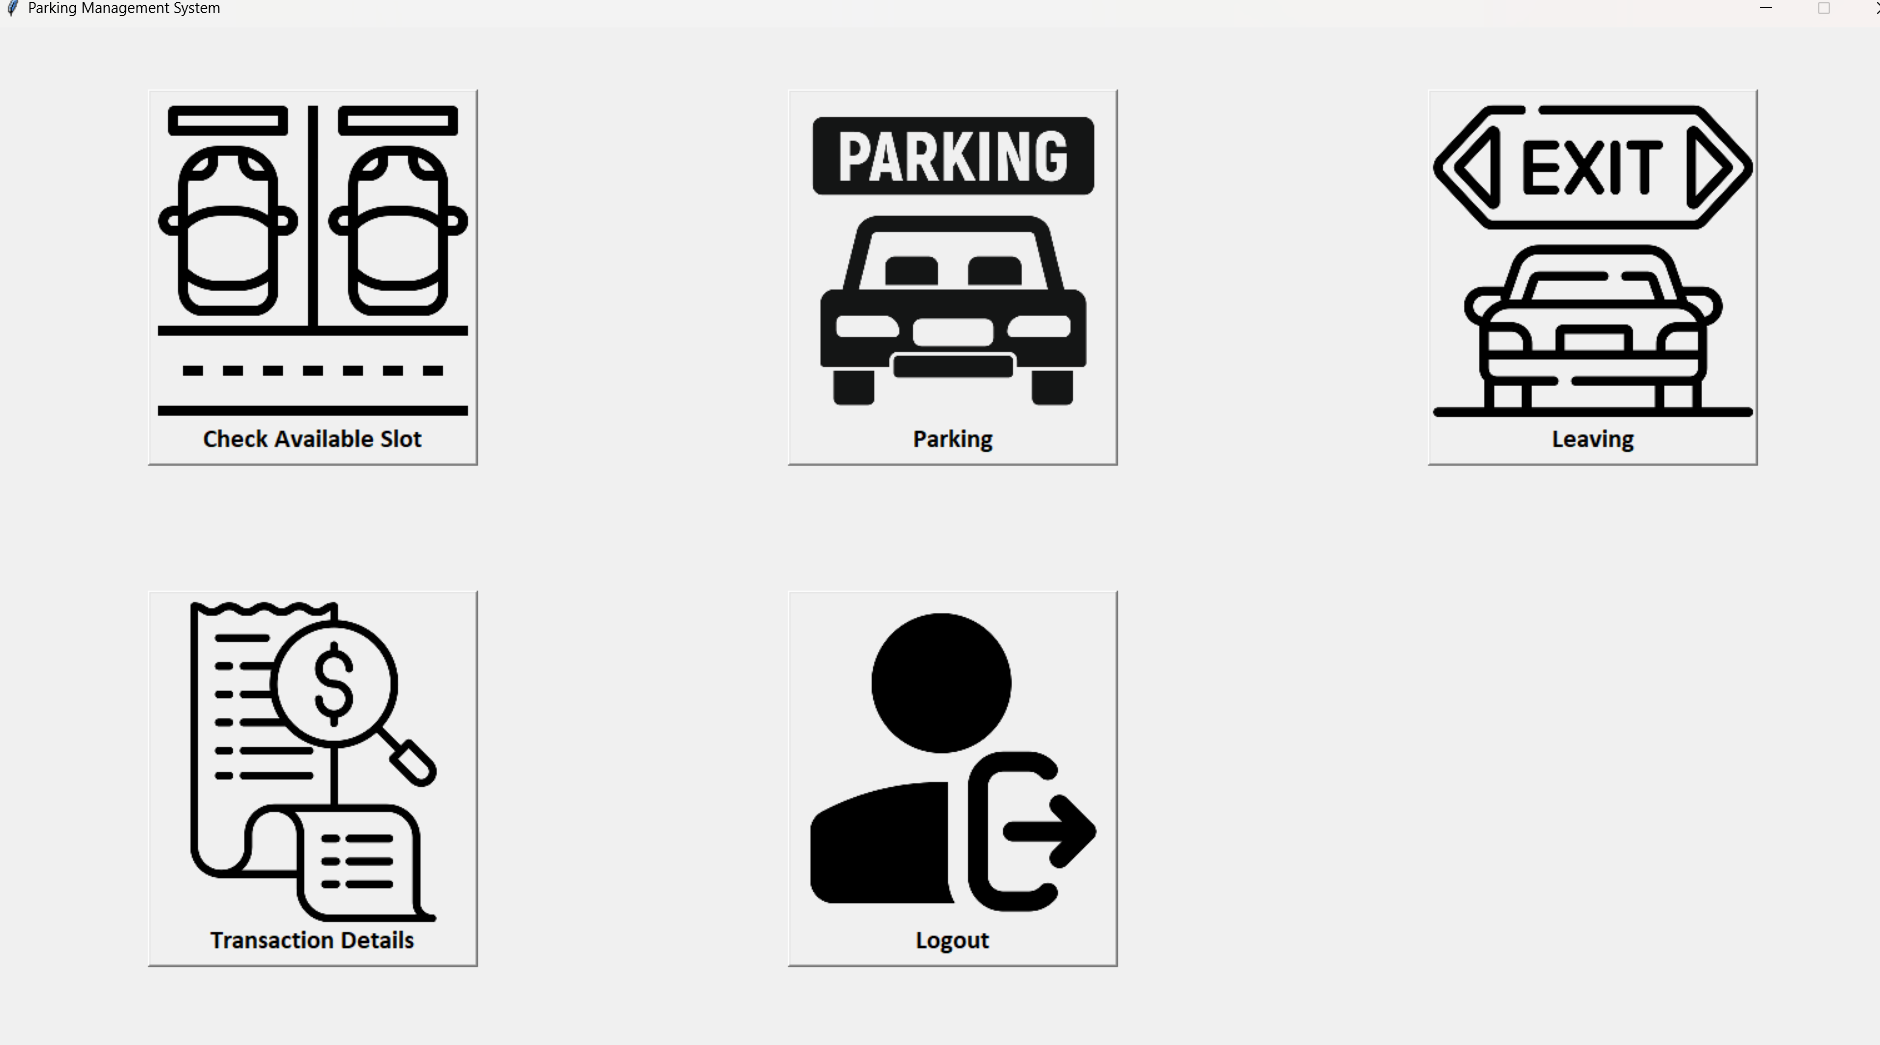 Parking Management System
PARKING
EXIT
Check Available Slot
Parking
Leaving
$
Transaction Details
Logout